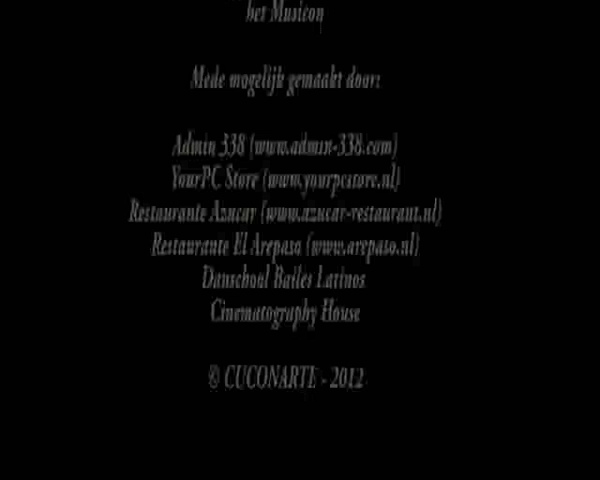 het Musicon
Mede mogelijk gemaakt door:
Admin 338 (www.admin-338.com)
YourPC Store (www.yourpcstore.nl)
Restaurante Azucar (www.azucar-restaurant.nl)
Restaurante El Arepaso (www.arepaso.nl)
Danschool Bailes Latinos
Cinematography House
© CUCONARTE - 2012